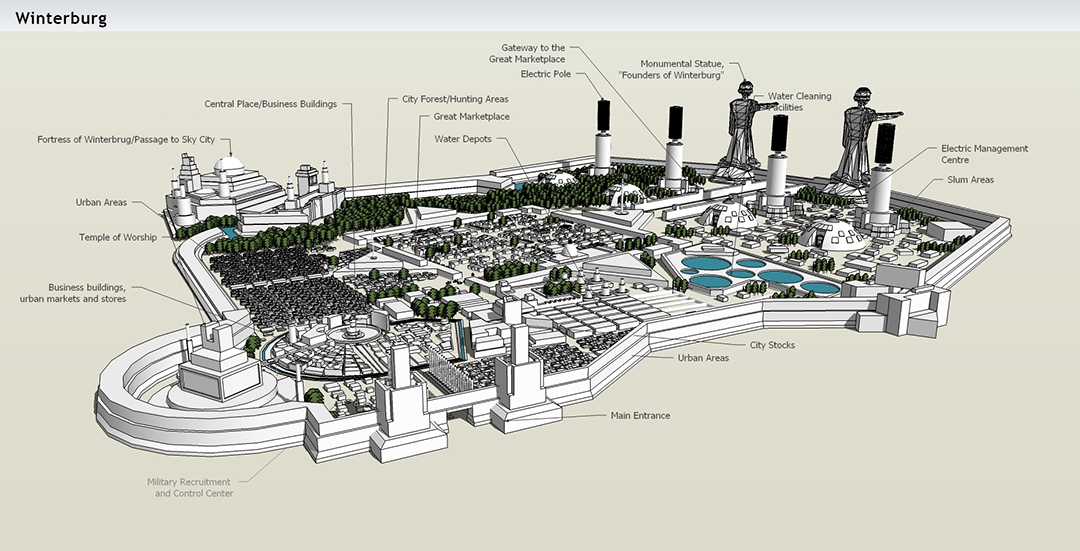 Winterburg
Gateway to the
Great Marketplace
Electric Pole
Monumental Statue,
"Founders of Winterburg"
Water Cleaning
Facilities
Central Place/Business Buildings
City Forest/Hunting Areas
Great Marketplace
Water Depots
Fortress of Winterbrug/Passage to Sky City
Electric Management
Centre
Slum Areas
Urban Areas
Temple of Worship
Business buildings,
urban markets and stores
City Stocks
Urban Areas
Main Entrance
Military Recruitment
and Control Center